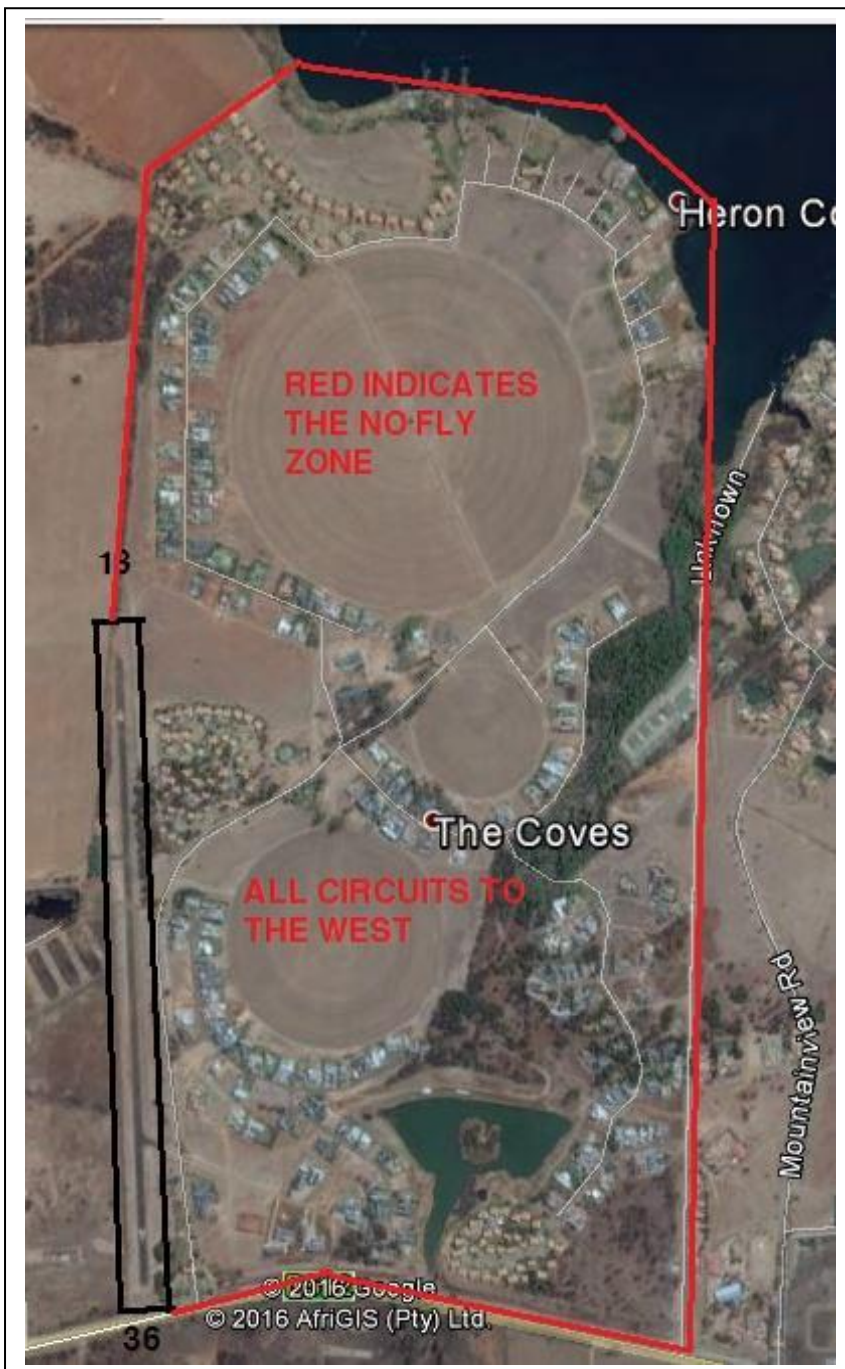 Heron Co
RED INDICATES
THE NO FLY
ZONE
Unknown
18
The Coves
ALL CIRCUITS TO
THE WEST
Mountainview Rd
© 2016 Google
© 2016 AfriGIS (Pty) Ltd.
36